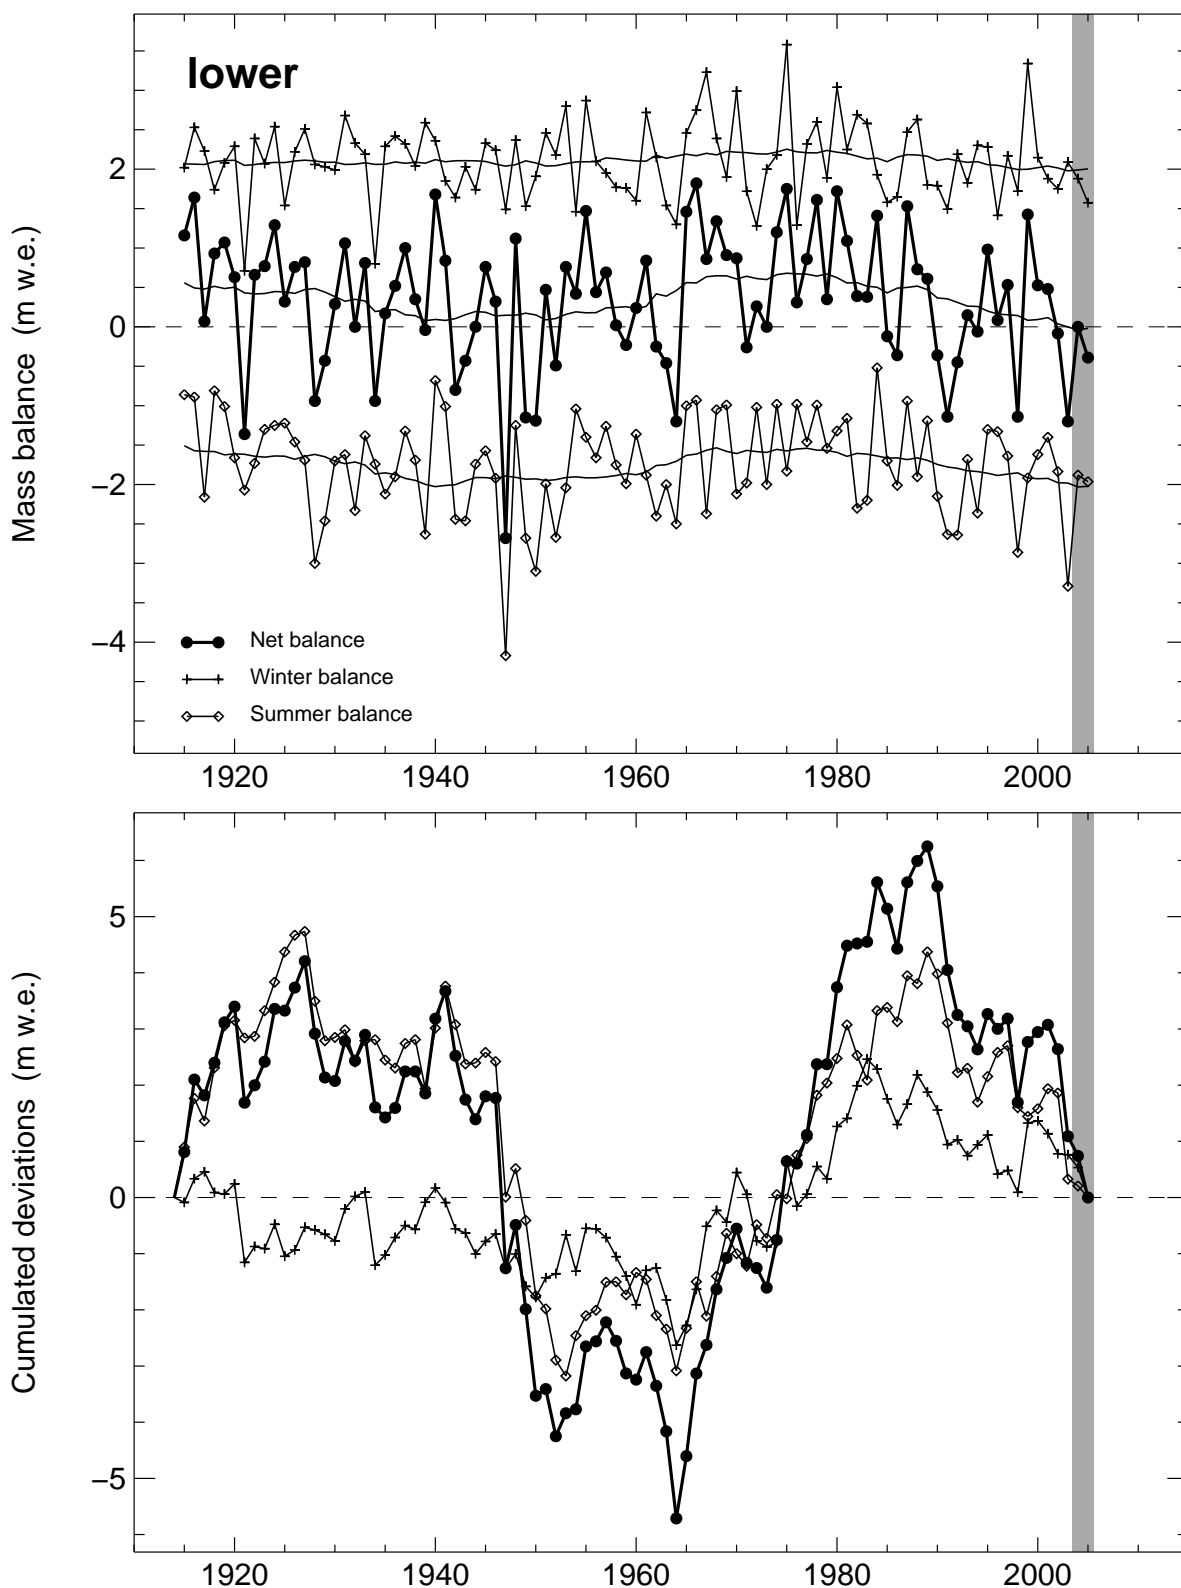 lower
Mass balance (m w.e.)
2
0
−2
−4
Net balance
Winter balance
Summer balance
1920 1940 1960 1980 2000
Cumulated deviations (m w.e.)
5
0
−5
1920 1940 1960 1980 2000